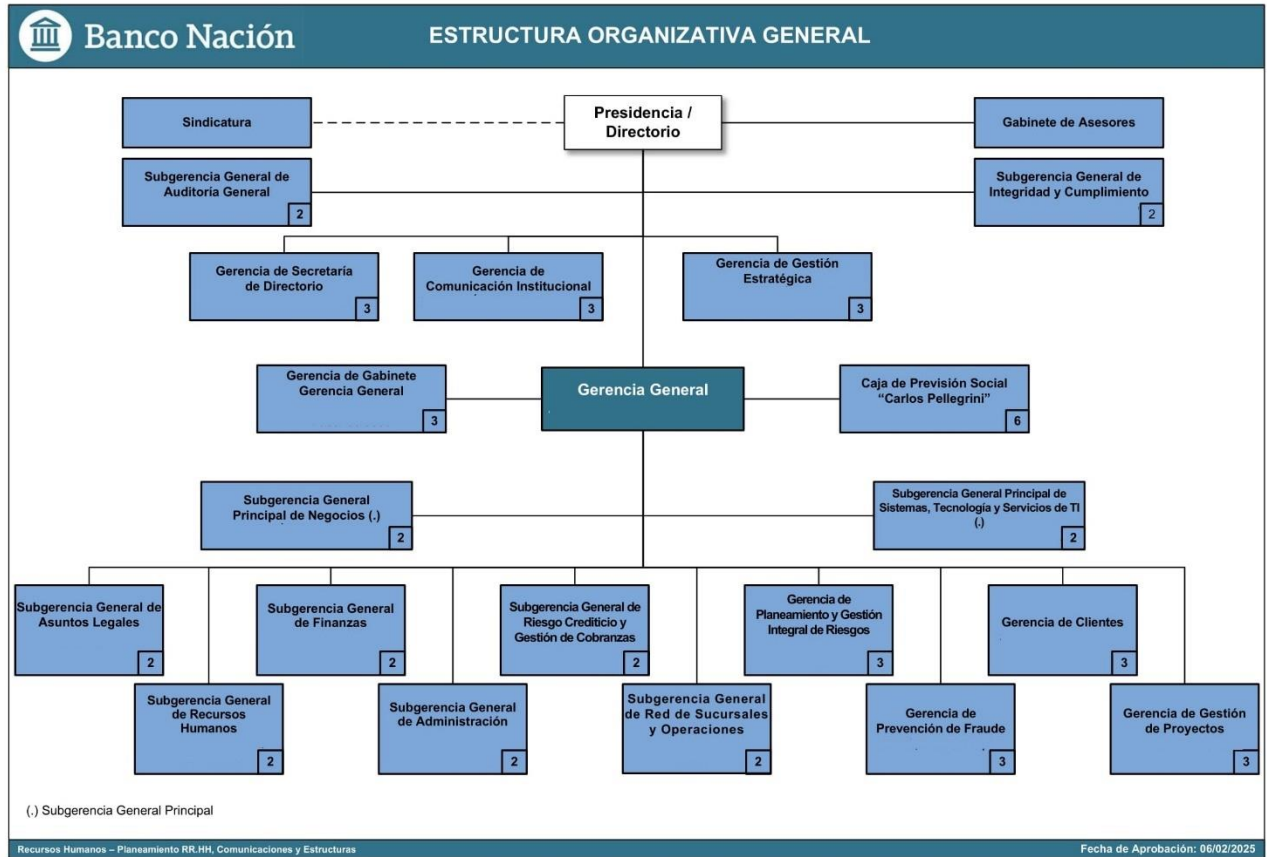 Banco Nación
ESTRUCTURA ORGANIZATIVA GENERAL
Sindicatura
Presidencia /
Directorio
Gabinete de Asesores
Subgerencia General de
Auditoría General
2
Subgerencia General de
Integridad y Cumplimiento
2
Gerencia de Secretaría
de Directorio
3
Gerencia de
Comunicación Institucional
3
Gerencia de Gestión
Estratégica
3
Gerencia de Gabinete
Gerencia General
3
Gerencia General
Caja de Previsión Social
“Carlos Pellegrini”
6
Subgerencia General
Principal de Negocios (.)
2
Subgerencia General Principal de
Sistemas, Tecnología y Servicios de TI
(.)
2
Subgerencia General de
Asuntos Legales
2
Subgerencia General
de Finanzas
2
Subgerencia General de
Riesgo Crediticio y
Gestión de Cobranzas
2
Gerencia de
Planeamiento y Gestión
Integral de Riesgos
3
Gerencia de Clientes
3
Subgerencia General
de Recursos
Humanos
2
Subgerencia General
de Administración
2
Subgerencia General
de Red de Sucursales
y Operaciones
2
Gerencia de
Prevención de Fraude
3
Gerencia de Gestión
de Proyectos
3
(.) Subgerencia General Principal
Recursos Humanos – Planeamiento RR.HH, Comunicaciones y Estructuras
Fecha de Aprobación: 06/02/2025